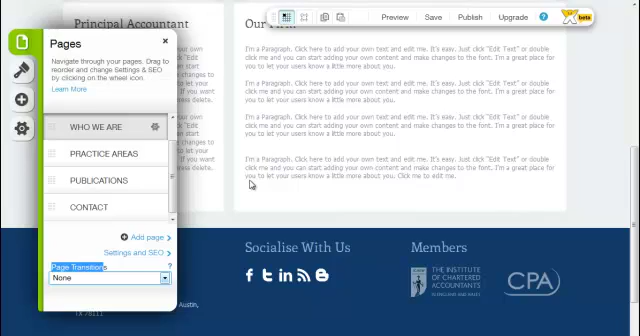 Principal Accountant
Our
Preview
Save
Publish
Upgrade
?
beta
Pages
×
Navigate through your pages. Drag to
reorder and change Settings & SEO
by clicking on the wheel icon.
Learn More
WHO WE ARE
PRACTICE AREAS
PUBLICATIONS
CONTACT
Add page
Settings and SEO
Page Transitions
?
None
I'm a Paragraph. Click here to add your own text and edit me. It's easy. Just click "Edit Text" or double
click me and you can start adding your own content and make changes to the font. I'm a great place for
you to let your users know a little more about you.
I'm a Paragraph. Click here to add your own text and edit me. It's easy. Just click "Edit Text" or double
click me and you can start adding your own content and make changes to the font. I'm a great place for
you to let your users know a little more about you.
I'm a Paragraph. Click here to add your own text and edit me. It's easy. Just click "Edit Text" or double
click me and you can start adding your own content and make changes to the font. I'm a great place for
you to let your users know a little more about you.
I'm a Paragraph. Click here to add your own text and edit me. It's easy. Just click "Edit Text" or double
click me and you can start adding your own content and make changes to the font. I'm a great place for
you to let your users know a little more about you. Click me to edit me.
Socialise With Us
Members
THE INSTITUTE
OF CHARTERED
ACCOUNTANTS
IN ENGLAND AND WALES
CPA
Austin,
TX 78111